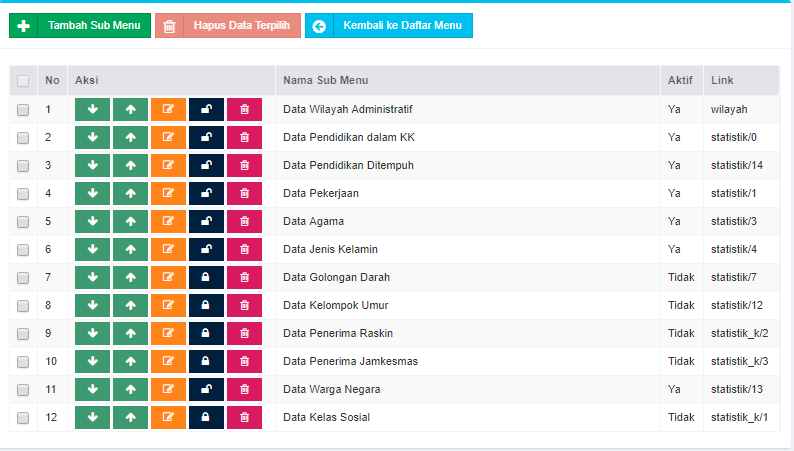 Tambah Sub Menu Hapus Data Terpilih Kembali ke Daftar Menu
No Aksi Nama Sub Menu Aktif Link
1 Data Wilayah Administratif Ya wilayah
2 Data Pendidikan dalam KK Ya statistik/0
3 Data Pendidikan Ditempuh Ya statistik/14
4 Data Pekerjaan Ya statistik/1
5 Data Agama Ya statistik/3
6 Data Jenis Kelamin Ya statistik/4
7 Data Golongan Darah Tidak statistik/7
8 Data Kelompok Umur Tidak statistik/12
9 Data Penerima Raskin Tidak statistik_k/2
10 Data Penerima Jamkesmas Tidak statistik_k/3
11 Data Warga Negara Ya statistik/13
12 Data Kelas Sosial Tidak statistik_k/1